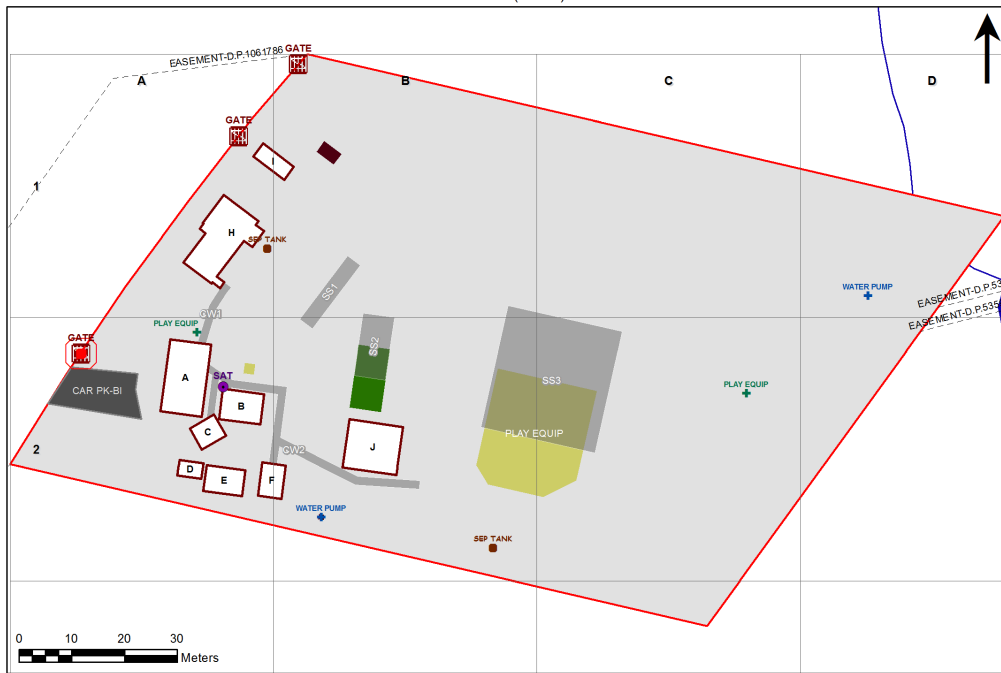 GATE
EASEMENT-D.P.1061786
A
B
C
D
GATE
I
1
H
SEP TANK
WATER PUMP
SS1
EASEMENT-D.P.53
EASEMENT-D.P.535
GW1
PLAY EQUIP
GATE
SS2
A
SAT
SS3
PLAY EQUIP
CAR PK-BI
B
C
PLAY EQUIP
2
GW2
J
D
E
F
WATER PUMP
SEP TANK
0 10 20 30
Meters